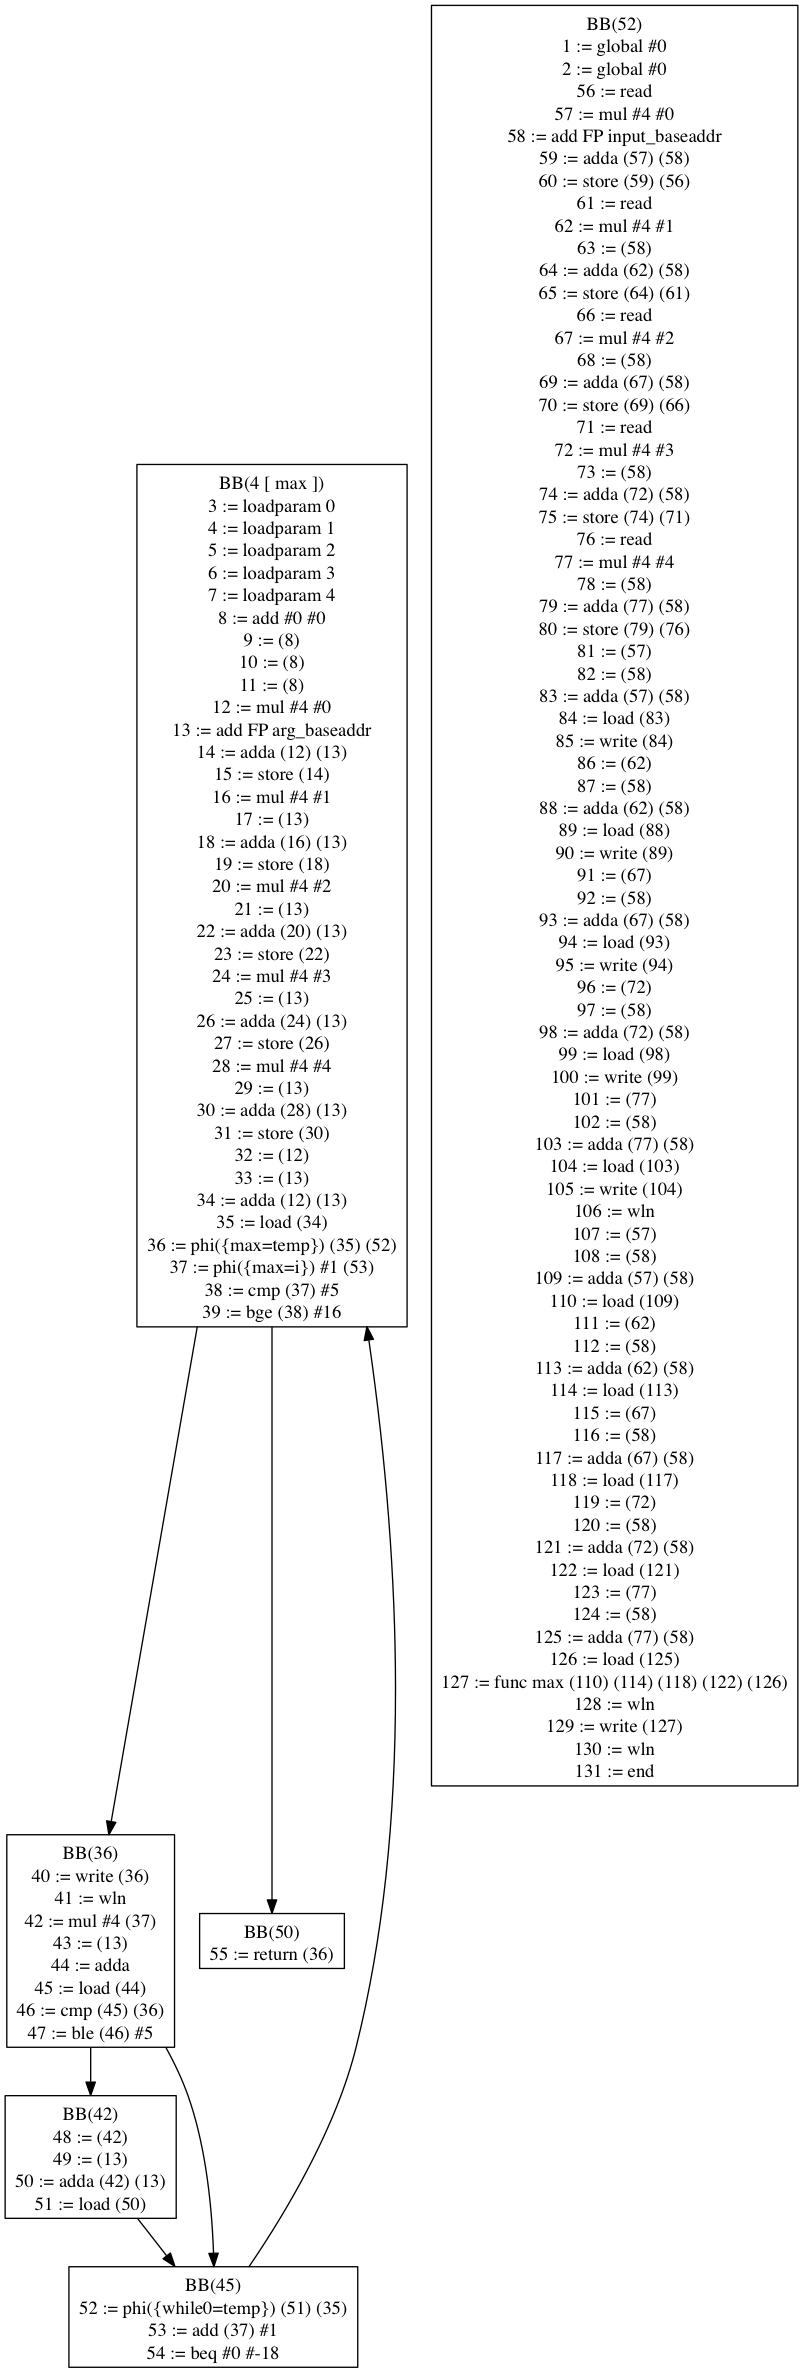 BB(52)
1 := global #0
2 := global #0
56 := read
57 := mul #4 #0
58 := add FP input_baseaddr
59 := adda (57) (58)
60 := store (59) (56)
61 := read
62 := mul #4 #1
63 := (58)
64 := adda (62) (58)
65 := store (64) (61)
66 := read
67 := mul #4 #2
68 := (58)
69 := adda (67) (58)
70 := store (69) (66)
71 := read
72 := mul #4 #3
73 := (58)
74 := adda (72) (58)
75 := store (74) (71)
76 := read
77 := mul #4 #4
78 := (58)
79 := adda (77) (58)
80 := store (79) (76)
81 := (57)
82 := (58)
83 := adda (57) (58)
84 := load (83)
85 := write (84)
86 := (62)
87 := (58)
88 := adda (62) (58)
89 := load (88)
90 := write (89)
91 := (67)
92 := (58)
93 := adda (67) (58)
94 := load (93)
95 := write (94)
96 := (72)
97 := (58)
98 := adda (72) (58)
99 := load (98)
100 := write (99)
101 := (77)
102 := (58)
103 := adda (77) (58)
104 := load (103)
105 := write (104)
106 := wln
107 := (57)
108 := (58)
109 := adda (57) (58)
110 := load (109)
111 := (62)
112 := (58)
113 := adda (62) (58)
114 := load (113)
115 := (67)
116 := (58)
117 := adda (67) (58)
118 := load (117)
119 := (72)
120 := (58)
121 := adda (72) (58)
122 := load (121)
123 := (77)
124 := (58)
125 := adda (77) (58)
126 := load (125)
127 := func max (110) (114) (118) (122) (126)
128 := wln
129 := write (127)
130 := wln
131 := end
BB(4 [ max ])
3 := loadparam 0
4 := loadparam 1
5 := loadparam 2
6 := loadparam 3
7 := loadparam 4
8 := add #0 #0
9 := (8)
10 := (8)
11 := (8)
12 := mul #4 #0
13 := add FP arg_baseaddr
14 := adda (12) (13)
15 := store (14)
16 := mul #4 #1
17 := (13)
18 := adda (16) (13)
19 := store (18)
20 := mul #4 #2
21 := (13)
22 := adda (20) (13)
23 := store (22)
24 := mul #4 #3
25 := (13)
26 := adda (24) (13)
27 := store (26)
28 := mul #4 #4
29 := (13)
30 := adda (28) (13)
31 := store (30)
32 := (12)
33 := (13)
34 := adda (12) (13)
35 := load (34)
36 := phi({max=temp}) (35) (52)
37 := phi({max=i}) #1 (53)
38 := cmp (37) #5
39 := bge (38) #16
BB(36)
40 := write (36)
41 := wln
42 := mul #4 (37)
43 := (13)
44 := adda
45 := load (44)
46 := cmp (45) (36)
47 := ble (46) #5
BB(50)
55 := return (36)
BB(42)
48 := (42)
49 := (13)
50 := adda (42) (13)
51 := load (50)
BB(45)
52 := phi({while0=temp}) (51) (35)
53 := add (37) #1
54 := beq #0 #-18